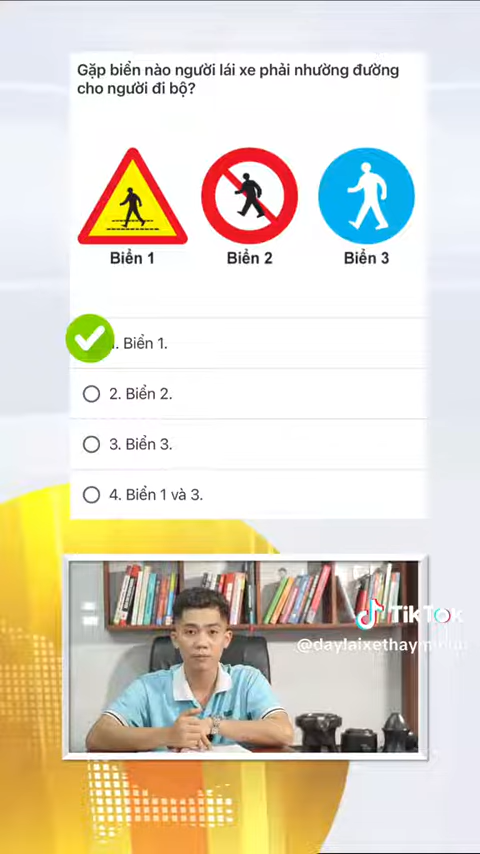 Gặp biển nào người lái xe phải nhường đường
cho người đi bộ?
Biển 1
Biển 2
Biển 3
1. Biển 1.
2. Biển 2.
3. Biển 3.
4. Biển 1 và 3.
TikTok